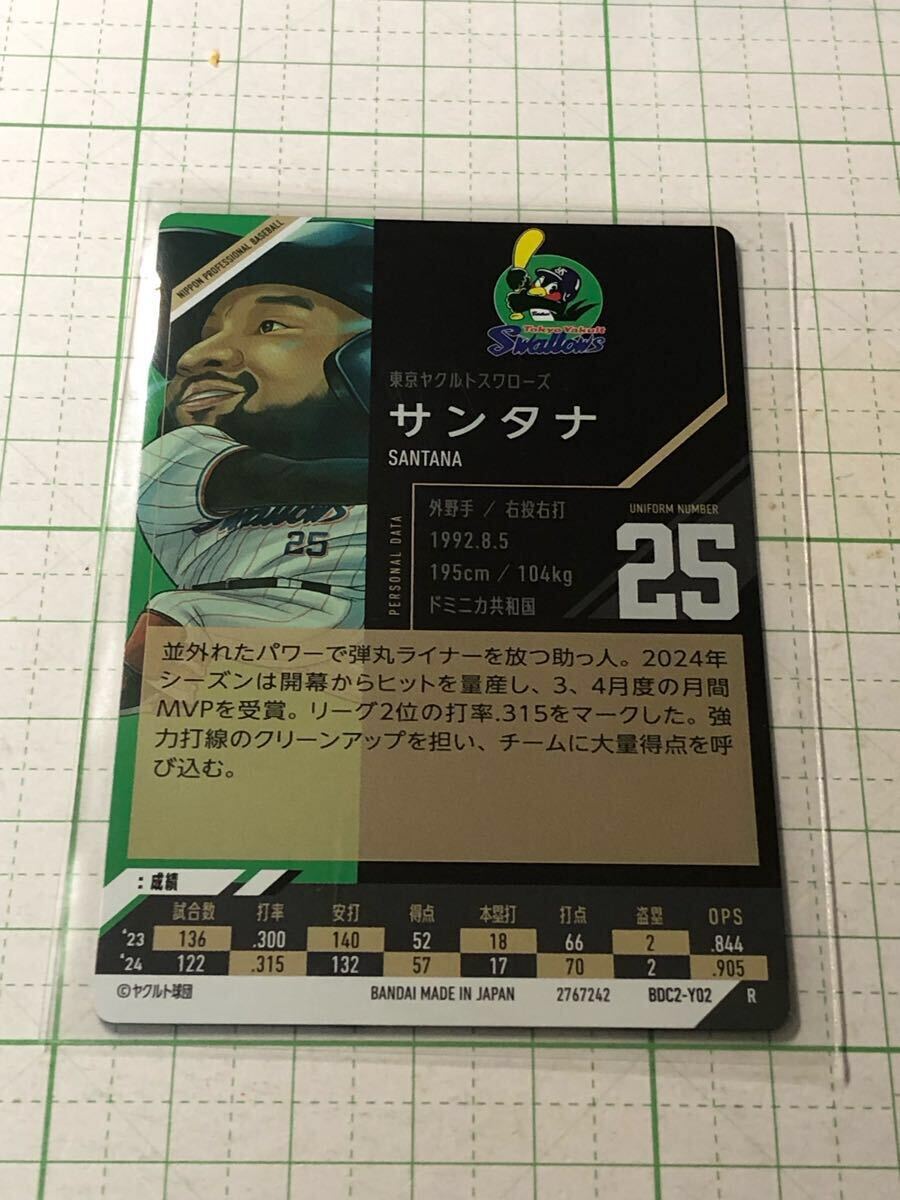 NIPPON PROFESSIONAL BASEBALL
Tokyo Yakult
Swallows
東京ヤクルトスワローズ
サンタナ
SANTANA
PERSONAL DATA
外野手 / 右投右打
1992.8.5
195cm / 104kg
ドミニカ共和国
UNIFORM NUMBER
25
Swallows
25
並外れたパワーで弾丸ライナーを放つ助っ人。2024年
シーズンは開幕からヒットを量産し、3、4月度の月間
MVPを受賞。リーグ2位の打率.315をマークした。強
力打線のクリーンアップを担い、チームに大量得点を呼
び込む。
:成績
試合数 打率 安打 得点 本塁打 打点 盗塁 OPS
'23 136 .300 140 52 18 66 2 .844
'24 122 .315 132 57 17 70 2 .905
©ヤクルト球団 BANDAI MADE IN JAPAN 2767242 BDC2-Y02 R